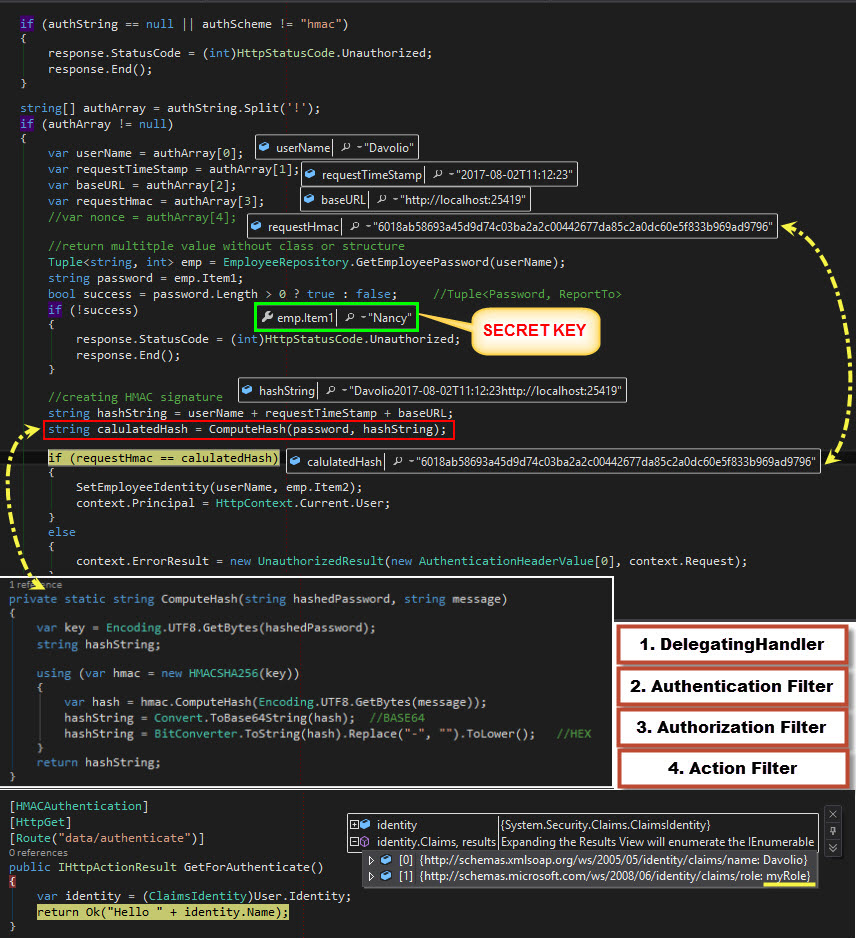 if (authString == null || authScheme != "hmac")
{
response.StatusCode = (int)HttpStatusCode.Unauthorized;
response.End();
}
string[] authArray = authString.Split('!');
if (authArray != null)
{
var userName = authArray[0]; userName "Davolio"
var requestTimeStamp = authArray[1]; requestTimeStamp "2017-08-02T11:12:23"
var baseURL = authArray[2];
var requestHmac = authArray[3]; baseURL "http://localhost:25419"
//var nonce = authArray[4]; requestHmac "6018ab58693a45d9d74c03ba2a2c00442677da85c2a0dc60e5f833b969ad9796"
//return multitple value without class or structure
Tuple<string, int> emp = EmployeeRepository.GetEmployeePassword(userName);
string password = emp.Item1;
bool success = password.Length > 0 ? true : false; //Tuple<Password, ReportTo>
if (!success) emp.Item1 "Nancy"
SECRET KEY
{
response.StatusCode = (int)HttpStatusCode.Unauthorized;
response.End();
}
//creating HMAC signature hashString "Davolio2017-08-02T11:12:23http://localhost:25419"
string hashString = userName + requestTimeStamp + baseURL;
string calulatedHash = ComputeHash(password, hashString);
if (requestHmac == calulatedHash) calulatedHash "6018ab58693a45d9d74c03ba2a2c00442677da85c2a0dc60e5f833b969ad9796"
{
SetEmployeeIdentity(userName, emp.Item2);
context.Principal = HttpContext.Current.User;
}
else
{
context.ErrorResult = new UnauthorizedResult(new AuthenticationHeaderValue[0], context.Request);
1 reference
private static string ComputeHash(string hashedPassword, string message)
{
var key = Encoding.UTF8.GetBytes(hashedPassword);
string hashString;
using (var hmac = new HMACSHA256(key))
{
var hash = hmac.ComputeHash(Encoding.UTF8.GetBytes(message));
hashString = Convert.ToBase64String(hash); //BASE64
hashString = BitConverter.ToString(hash).Replace("-", "").ToLower(); //HEX
}
return hashString;
}
1. DelegatingHandler
2. Authentication Filter
3. Authorization Filter
4. Action Filter
[HMACAuthentication]
[HttpGet]
[Route("data/authenticate")]
0 references
public IHttpActionResult GetForAuthenticate()
{
var identity = (ClaimsIdentity)User.Identity;
return Ok("Hello " + identity.Name);
}
identity {System.Security.Claims.ClaimsIdentity}
identity.Claims, results Expanding the Results View will enumerate the IEnumerable
[0] {http://schemas.xmlsoap.org/ws/2005/05/identity/claims/name: Davolio}
[1] {http://schemas.microsoft.com/ws/2008/06/identity/claims/role: myRole}